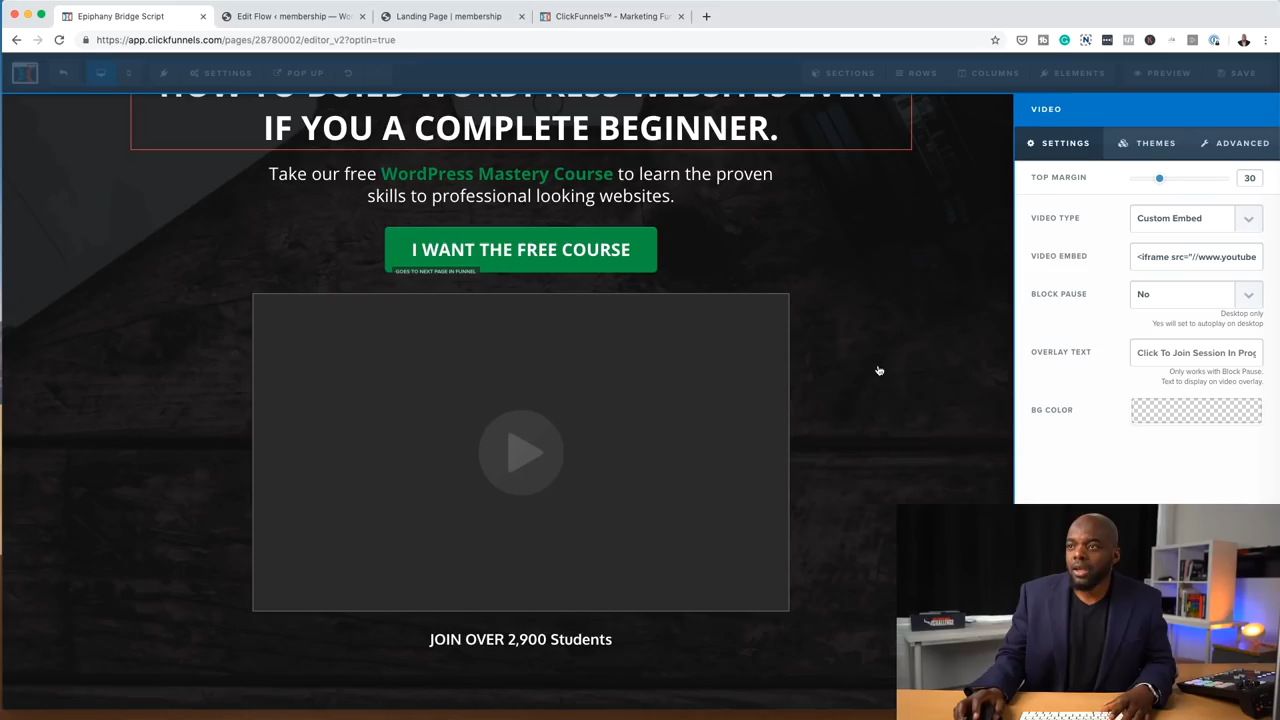 Epiphany Bridge Script
Edit Flow ‹ membership — Wo
Landing Page | membership
ClickFunnels™ - Marketing Fu
https://app.clickfunnels.com/pages/28780002/editor_v2?optin=true
SETTINGS
POP UP
SECTIONS
ROWS
COLUMNS
ELEMENTS
PREVIEW
SAVE
HOW TO BUILD WORDPRESS WEBSITES EVEN
IF YOU A COMPLETE BEGINNER.
Take our free WordPress Mastery Course to learn the proven
skills to professional looking websites.
I WANT THE FREE COURSE
GOES TO NEXT PAGE IN FUNNEL
JOIN OVER 2,900 Students
VIDEO
SETTINGS
THEMES
ADVANCED
TOP MARGIN
30
VIDEO TYPE
Custom Embed
VIDEO EMBED
<iframe src="//www.youtube
BLOCK PAUSE
No
Desktop only
Yes will set to autoplay on desktop
OVERLAY TEXT
Click To Join Session In Prog
Only works with Block Pause.
Text to display on video overlay.
BG COLOR